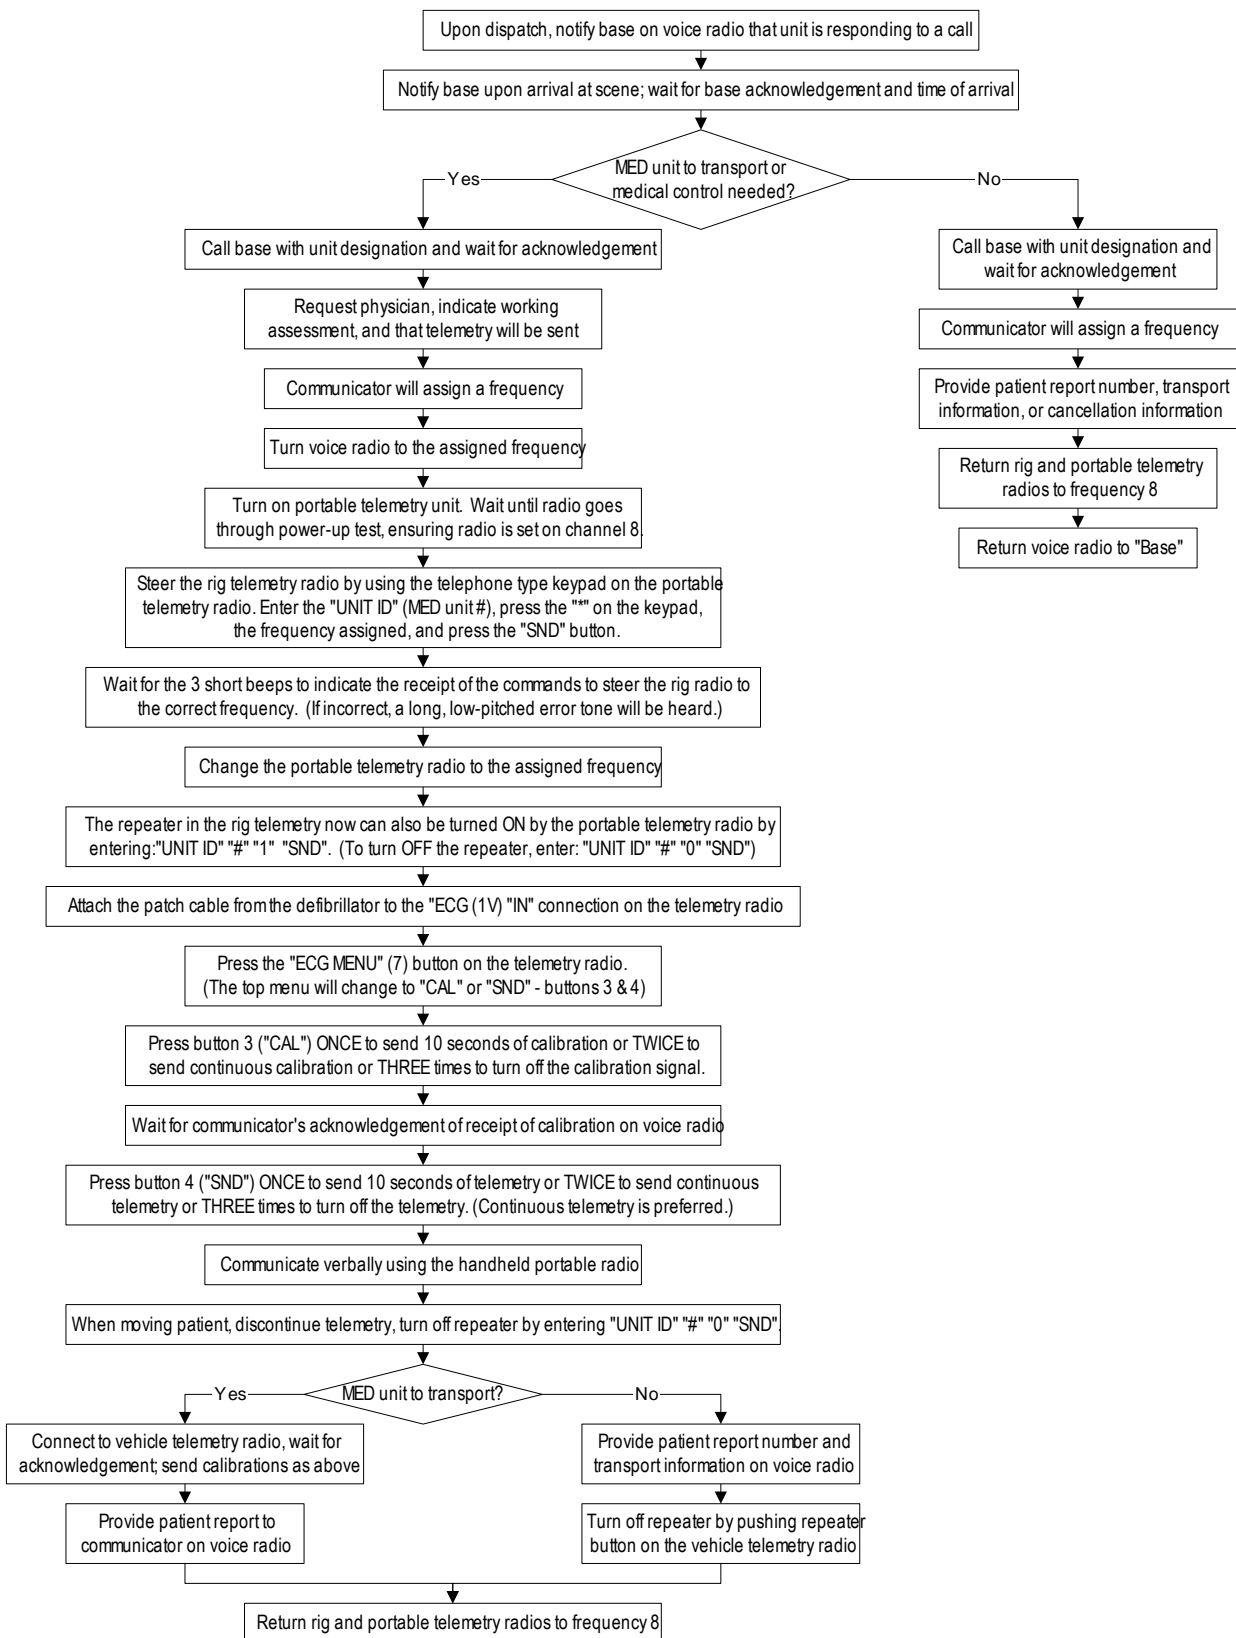 Upon dispatch, notify base on voice radio that unit is responding to a call
Notify base upon arrival at scene; wait for base acknowledgement and time of arrival
MED unit to transport or
medical control needed?
Yes
No
Call base with unit designation and wait for acknowledgement
Request physician, indicate working
assessment, and that telemetry will be sent
Communicator will assign a frequency
Turn voice radio to the assigned frequency
Turn on portable telemetry unit.  Wait until radio goes
through power-up test, ensuring radio is set on channel 8.
Steer the rig telemetry radio by using the telephone type keypad on the portable
telemetry radio. Enter the "UNIT ID" (MED unit #), press the "*" on the keypad,
the frequency assigned, and press the "SND" button.
Wait for the 3 short beeps to indicate the receipt of the commands to steer the rig radio to
the correct frequency.  (If incorrect, a long, low-pitched error tone will be heard.)
Change the portable telemetry radio to the assigned frequency
The repeater in the rig telemetry now can also be turned ON by the portable telemetry radio by
entering:"UNIT ID" "#" "1"  "SND".  (To turn OFF the repeater, enter: "UNIT ID" "#" "0" "SND")
Attach the patch cable from the defibrillator to the "ECG (1V) "IN" connection on the telemetry radio
Press the "ECG MENU" (7) button on the telemetry radio.
(The top menu will change to "CAL" or "SND" - buttons 3 & 4)
Press button 3 ("CAL") ONCE to send 10 seconds of calibration or TWICE to
send continuous calibration or THREE times to turn off the calibration signal.
Wait for communicator's acknowledgement of receipt of calibration on voice radio
Press button 4 ("SND") ONCE to send 10 seconds of telemetry or TWICE to send continuous
telemetry or THREE times to turn off the telemetry. (Continuous telemetry is preferred.)
Communicate verbally using the handheld portable radio
When moving patient, discontinue telemetry, turn off repeater by entering "UNIT ID" "#" "0" "SND".
MED unit to transport?
Yes
No
Connect to vehicle telemetry radio, wait for
acknowledgement; send calibrations as above
Provide patient report to
communicator on voice radio
Provide patient report number and
transport information on voice radio
Turn off repeater by pushing repeater
button on the vehicle telemetry radio
Return rig and portable telemetry radios to frequency 8
Call base with unit designation and
wait for acknowledgement
Communicator will assign a frequency
Provide patient report number, transport
information, or cancellation information
Return rig and portable telemetry
radios to frequency 8
Return voice radio to "Base"